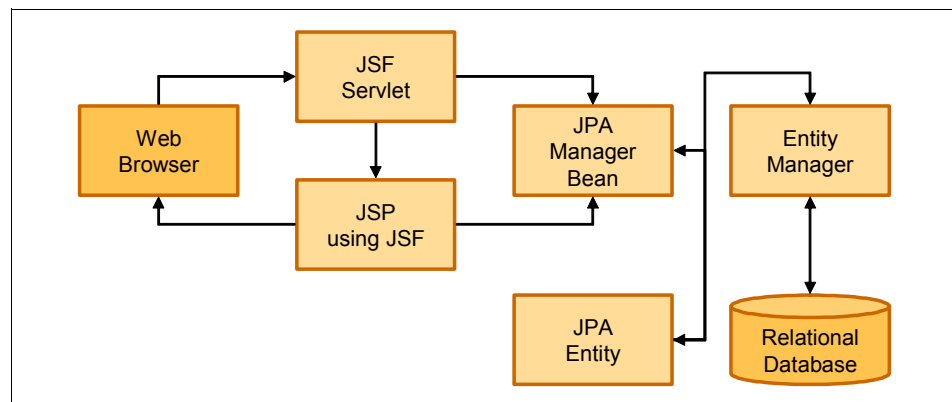 JSF
Servlet
Web
Browser
JPA
Manager
Bean
Entity
Manager
JSP
using JSF
JPA
Entity
Relational
Database